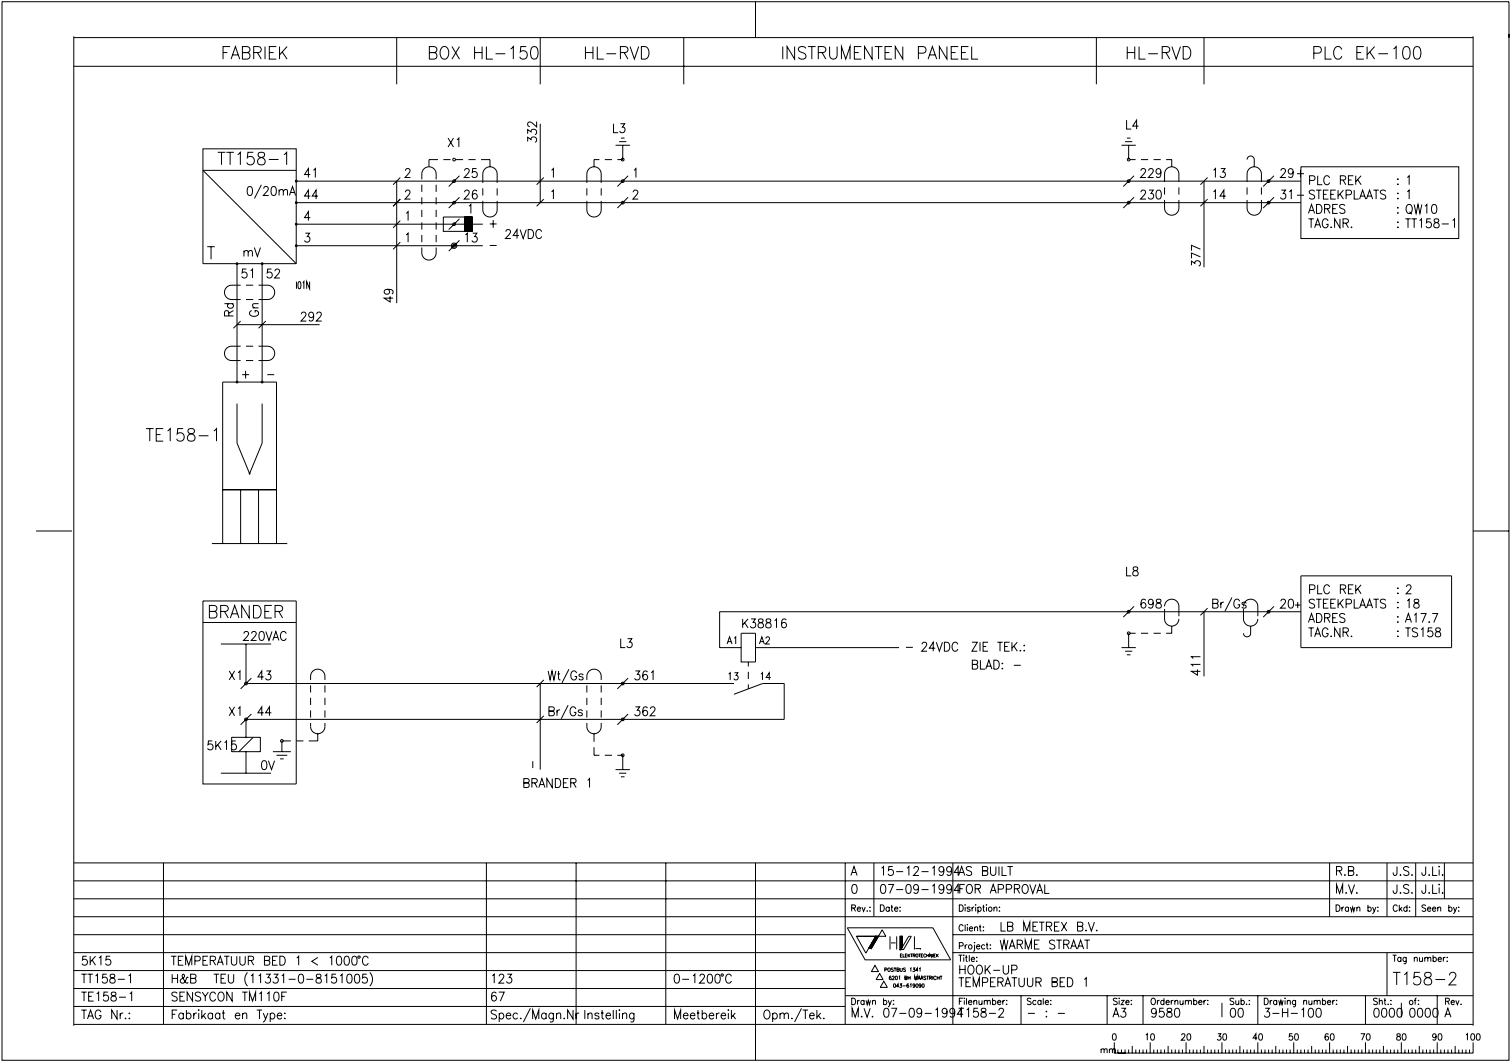 FABRIEK BOX HL-150 HL-RVD INSTRUMENTEN PANEEL HL-RVD PLC EK-100
332
L3
L4
X1
TT158-1
0/20mA
T mV
41 2 25 1 1 229 13 29+
44 2 26 1 2 230 14 31-
4 1 1 +
24VDC
3 1 13 -
PLC REK : 1
STEEKPLAATS : 1
ADRES : QW10
TAG.NR. : TT158-1
377
49
51 52
Rd Gn
292
+ -
TE158-1
L8
PLC REK : 2
STEEKPLAATS : 18
ADRES : A17.7
TAG.NR. : TS158
698 Br/Gs 20+
411
BRANDER
220VAC
X1 43
X1 44
5K15
0V
L3
Wt/Gs 361
Br/Gs 362
BRANDER 1
K38816
A1 A2
13 14
- 24VDC ZIE TEK.:
BLAD: -
A 15-12-1994 AS BUILT R.B. J.S. J.Li.
0 07-09-1994 FOR APPROVAL M.V. J.S. J.Li.
Rev.: Date: Disription: Drawn by: Ckd: Seen by:
HVL
ELEKTROTECHNIEK
POSTBUS 1341
6201 BH MAASTRICHT
043-619090
Client: LB METREX B.V.
Project: WARME STRAAT
Title:
HOOK-UP
TEMPERATUUR BED 1
Tag number:
T158-2
Drawn by: Filenumber: Scale: Size: Ordernumber: Sub.: Drawing number: Sht.: of: Rev.
M.V. 07-09-1994 T158-2 - : - A3 9580 00 3-H-100 0000 0000 A
5K15 TEMPERATUUR BED 1 < 1000°C
TT158-1 H&B TEU (11331-0-8151005) 123 0-1200°C
TE158-1 SENSYCON TM110F 67
TAG Nr.: Fabrikaat en Type: Spec./Magn.Nr Instelling Meetbereik Opm./Tek.
0 10 20 30 40 50 60 70 80 90 100
mm